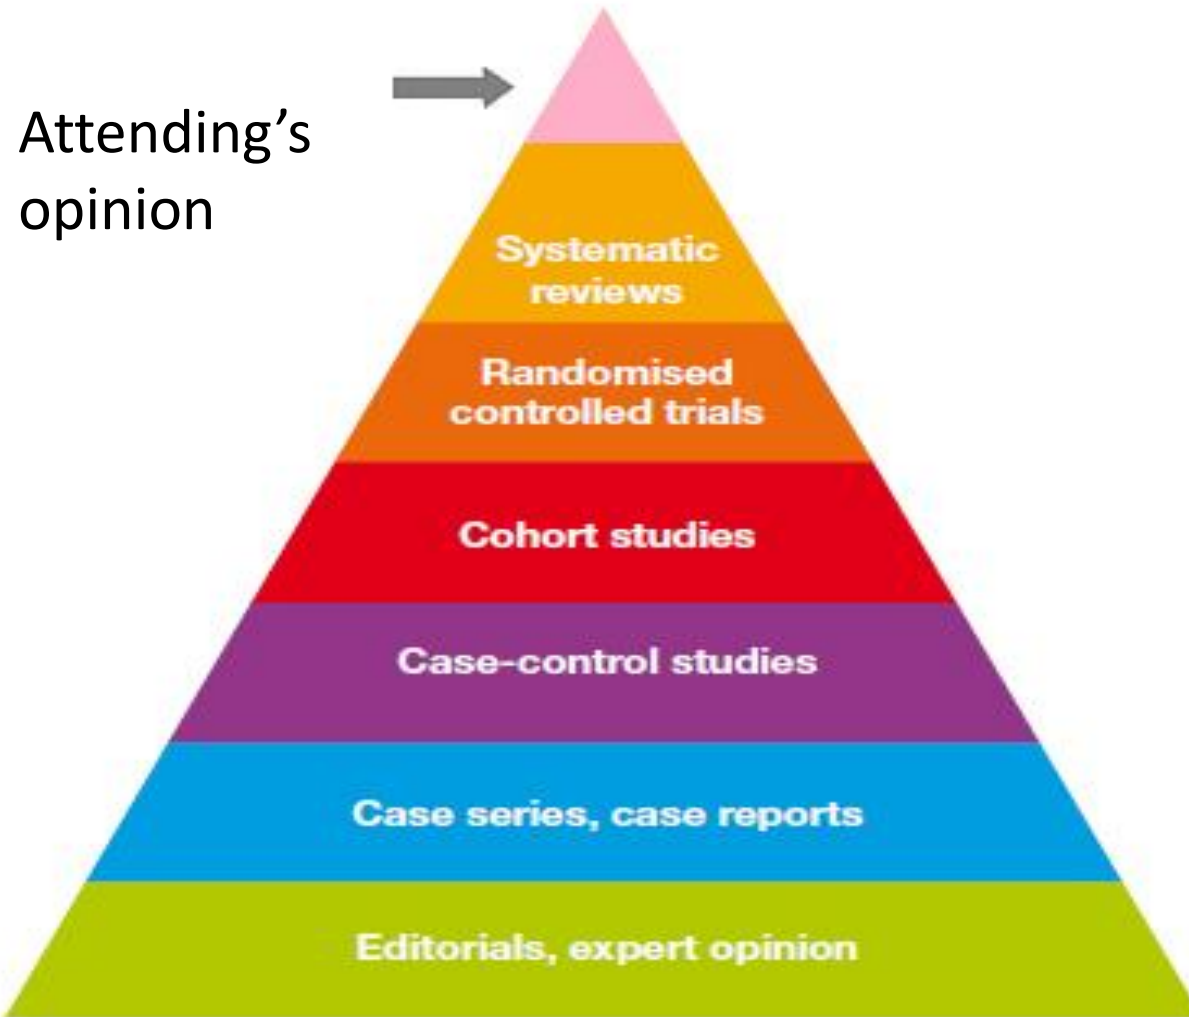 Attending’s
opinion
Systematic
reviews
Randomised
controlled trials
Cohort studies
Case-control studies
Case series, case reports
Editorials, expert opinion